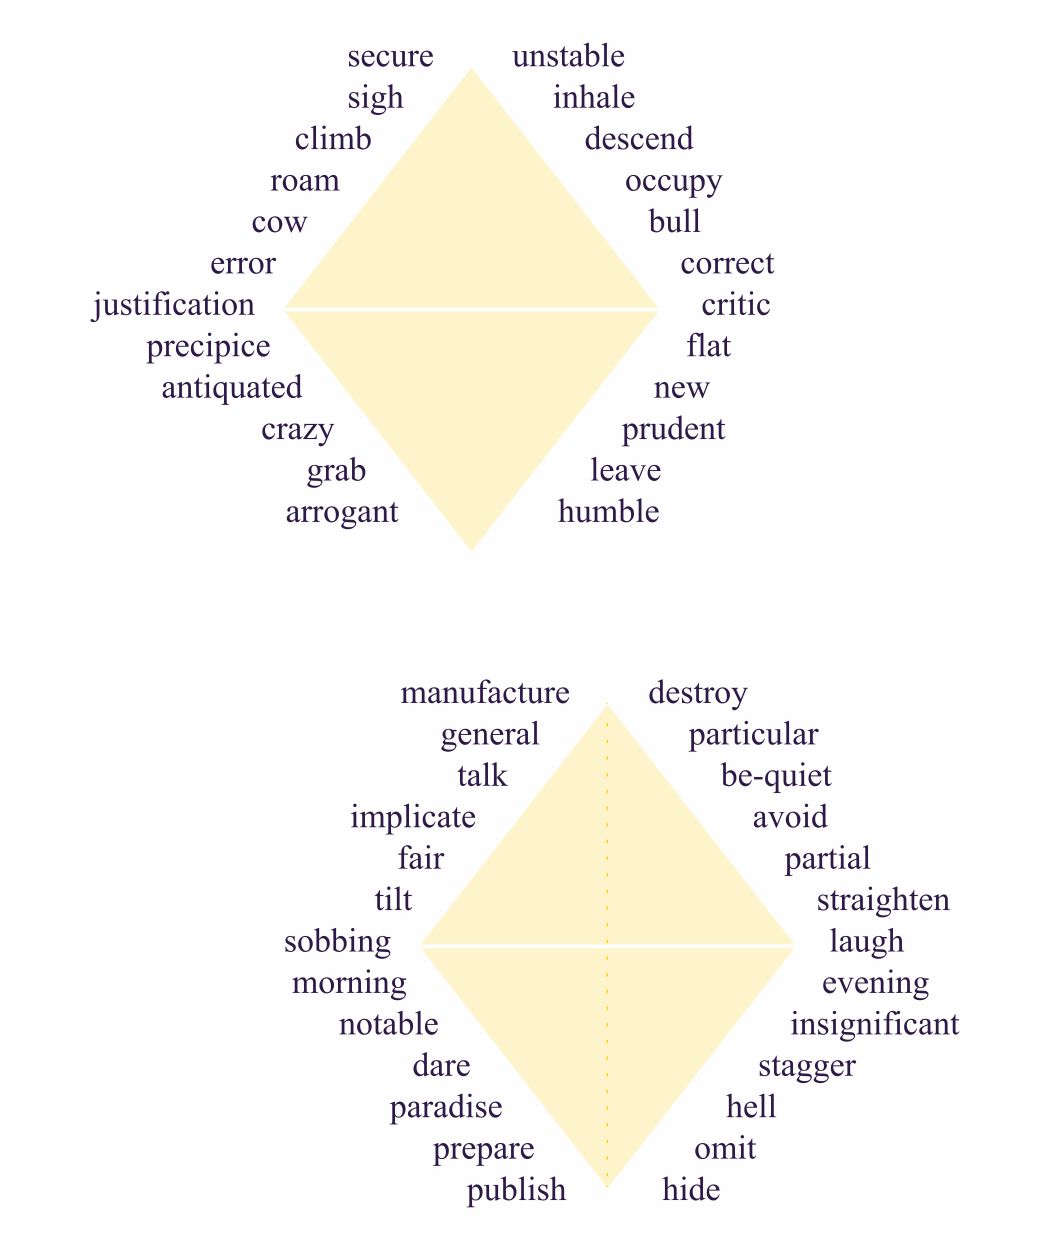 secure unstable
sigh inhale
climb descend
roam occupy
cow bull
error correct
justification critic
precipice flat
antiquated new
crazy prudent
grab leave
arrogant humble
manufacture destroy
general particular
talk be-quiet
implicate avoid
fair partial
tilt straighten
sobbing laugh
morning evening
notable insignificant
dare stagger
paradise hell
prepare omit
publish hide